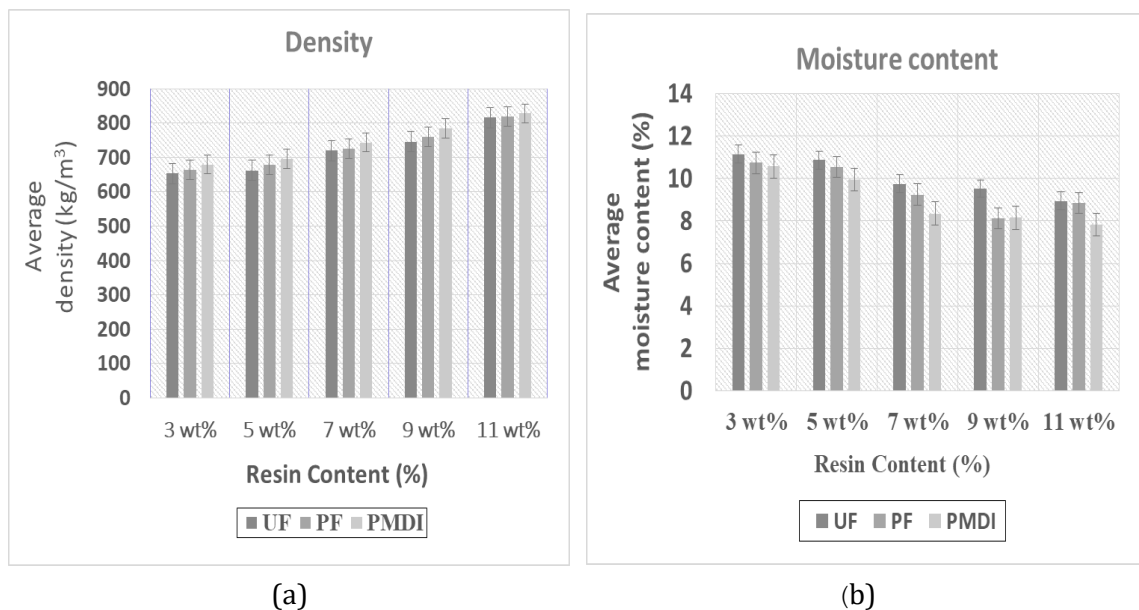 Density
Average
density (kg/m³)
900
800
700
600
500
400
300
200
100
0
3 wt% 5 wt% 7 wt% 9 wt% 11 wt%
Resin Content (%)
UF PF PMDI
(a)
Moisture content
Average
moisture content (%)
14
12
10
8
6
4
2
0
3 wt% 5 wt% 7 wt% 9 wt% 11 wt%
Resin Content (%)
UF PF PMDI
(b)